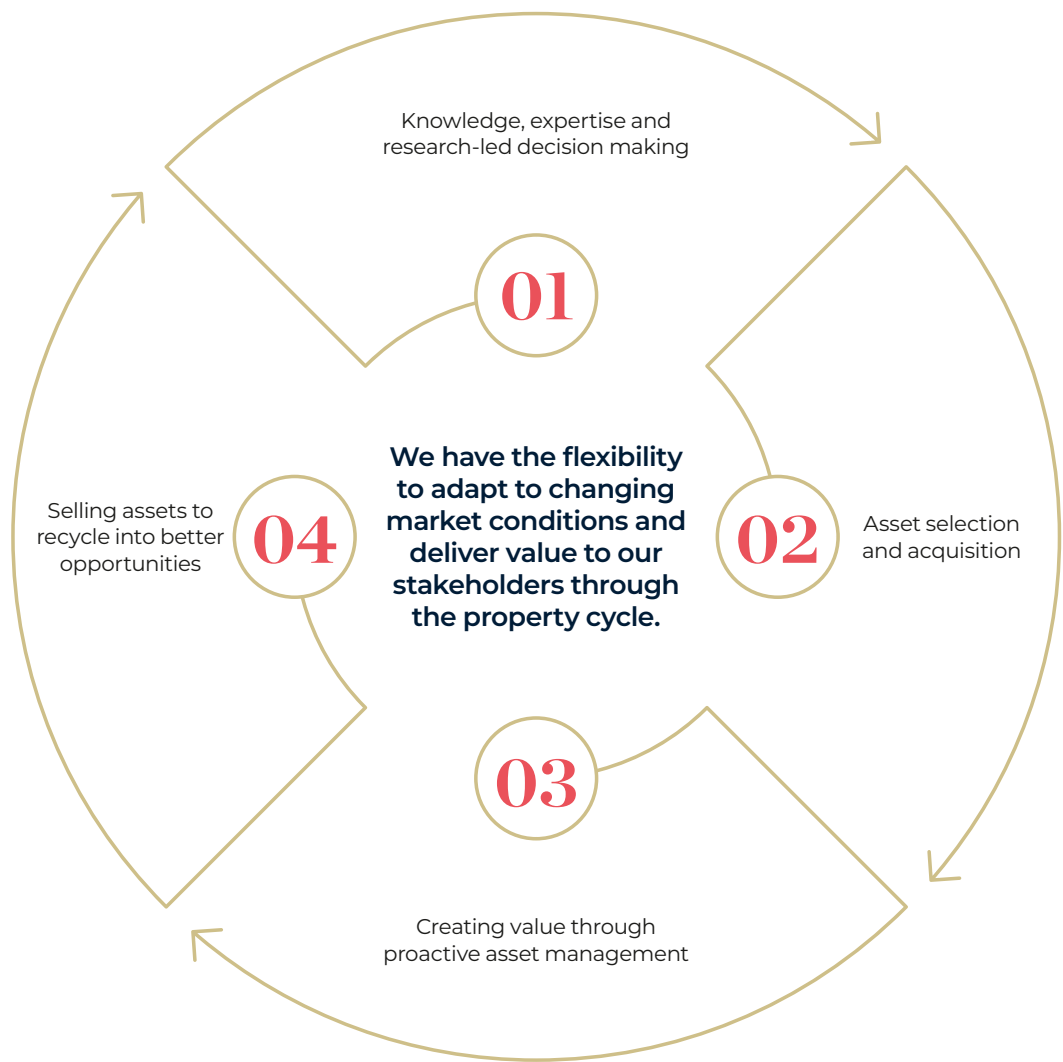 Knowledge, expertise and
research-led decision making
01
We have the flexibility
to adapt to changing
market conditions and
deliver value to our
stakeholders through
the property cycle.
02
Asset selection
and acquisition
03
Creating value through
proactive asset management
04
Selling assets to
recycle into better
opportunities